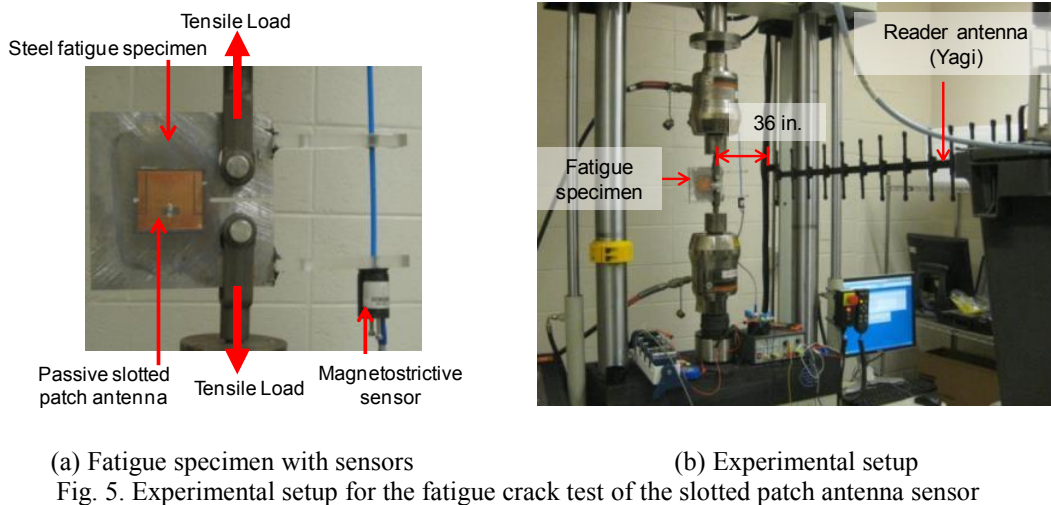 Tensile Load
Steel fatigue specimen
Passive slotted
patch antenna
Tensile Load
Magnetostrictive
sensor
Reader antenna
(Yagi)
36 in.
Fatigue
specimen
(a) Fatigue specimen with sensors
(b) Experimental setup
Fig. 5. Experimental setup for the fatigue crack test of the slotted patch antenna sensor